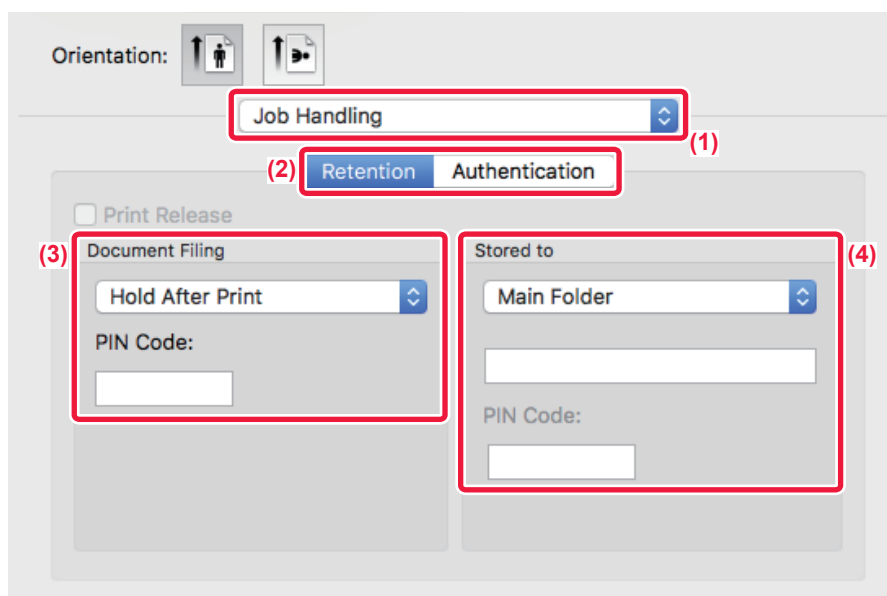 Orientation:
Job Handling
(1)
(2) Retention Authentication
Print Release
(3) Document Filing
Hold After Print
PIN Code:
Stored to (4)
Main Folder
PIN Code: